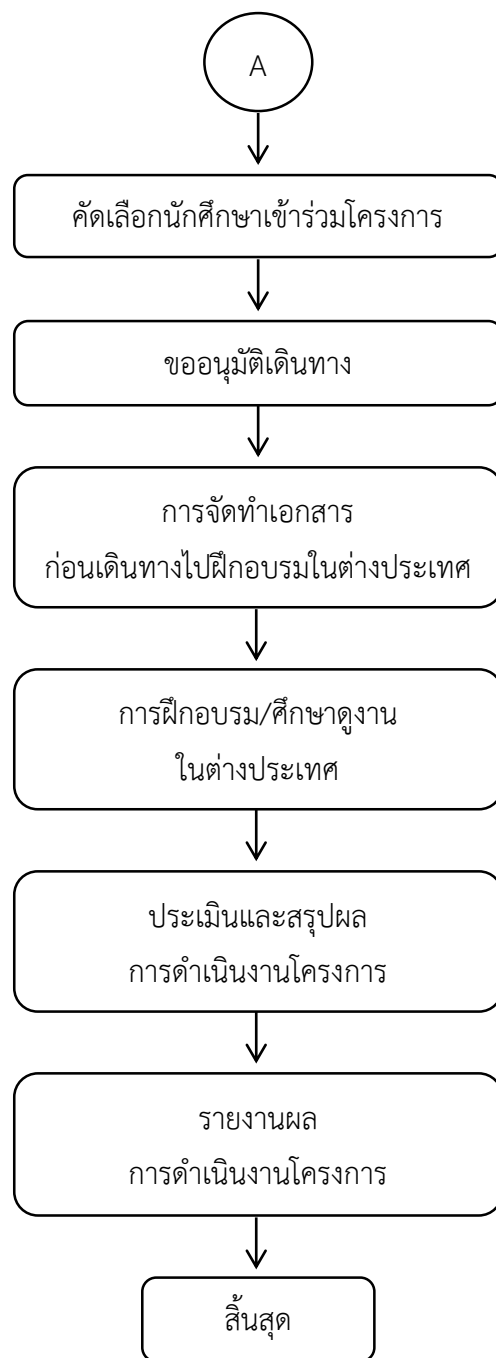 A
คัดเลือกนักศึกษาเข้าร่วมโครงการ
ขออนุมัติเดินทาง
การจัดทำเอกสาร
ก่อนเดินทางไปฝึกอบรมในต่างประเทศ
การฝึกอบรม/ศึกษาดูงาน
ในต่างประเทศ
ประเมินและสรุปผล
การดำเนินงานโครงการ
รายงานผล
การดำเนินงานโครงการ
สิ้นสุด